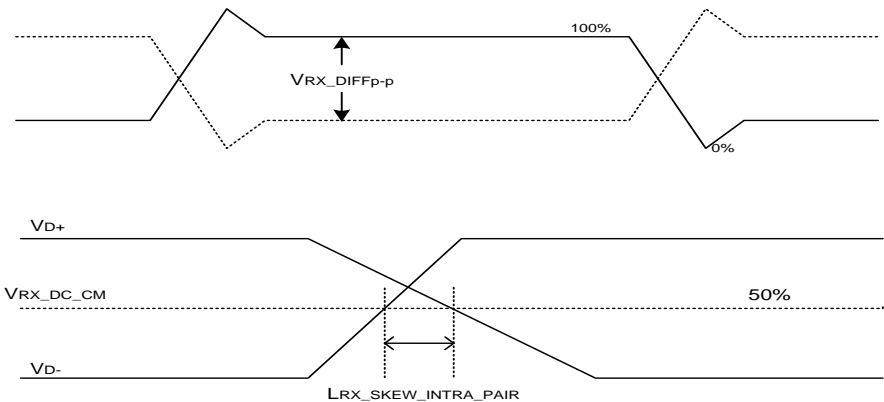 100%
VRX_DIFFp-p
0%
VD+
VRX_DC_CM
50%
VD-
LRX_SKEW_INTRA_PAIR